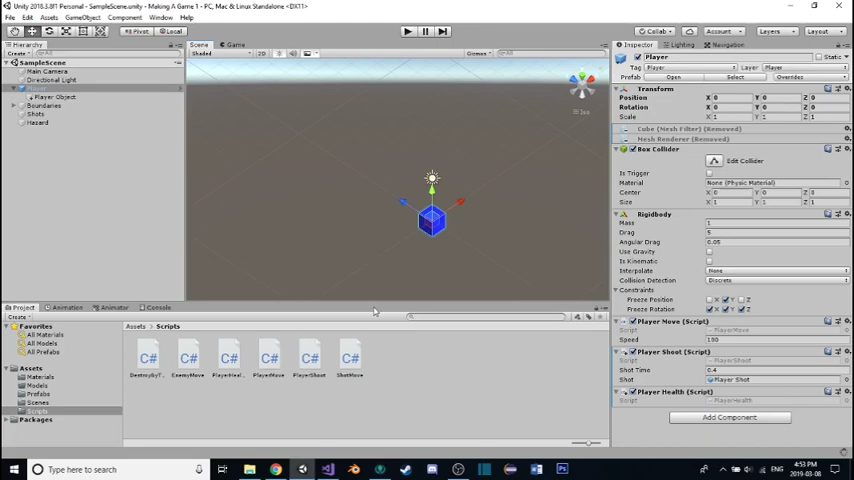 Unity 2018.3.8f1 Personal - SampleScene.unity - Making A Game 1 - PC, Mac & Linux Standalone <DX11>
File Edit Assets GameObject Component Window Help
Pivot Local
Collab
Account
Layers
Layout
Hierarchy
Create
SampleScene
Main Camera
Directional Light
Player
Player Object
Boundaries
Shots
Hazard
Scene Game
Shaded 2D Gizmos
Iso
Inspector Lighting Navigation
Player Static
Tag Player Layer Player
Prefab Open Select Overrides
Transform
Position X 0 Y 0 Z 0
Rotation X 0 Y 0 Z 0
Scale X 1 Y 1 Z 1
Cube (Mesh Filter) (Removed)
Mesh Renderer (Removed)
Box Collider
Edit Collider
Is Trigger
Material None (Physic Material)
Center X 0 Y 0 Z 0
Size X 1 Y 1 Z 1
Rigidbody
Mass 1
Drag 5
Angular Drag 0.05
Use Gravity
Is Kinematic
Interpolate None
Collision Detection Discrete
Constraints
Freeze Position X Y Z
Freeze Rotation X Y Z
Player Move (Script)
Script PlayerMove
Speed 100
Player Shoot (Script)
Script PlayerShoot
Shot Time 0.4
Shot Player Shot
Player Health (Script)
Script PlayerHealth
Add Component
Project Animation Animator Console
Create
Favorites
All Materials
All Models
All Prefabs
Assets
Materials
Models
Prefabs
Scenes
Scripts
Packages
Assets Scripts
C# C# C# C# C# C#
DestroyByT... EnemyMove PlayerHeal... PlayerMove PlayerShoot ShotMove
Type here to search
ENG
4:53 PM
2019-03-08